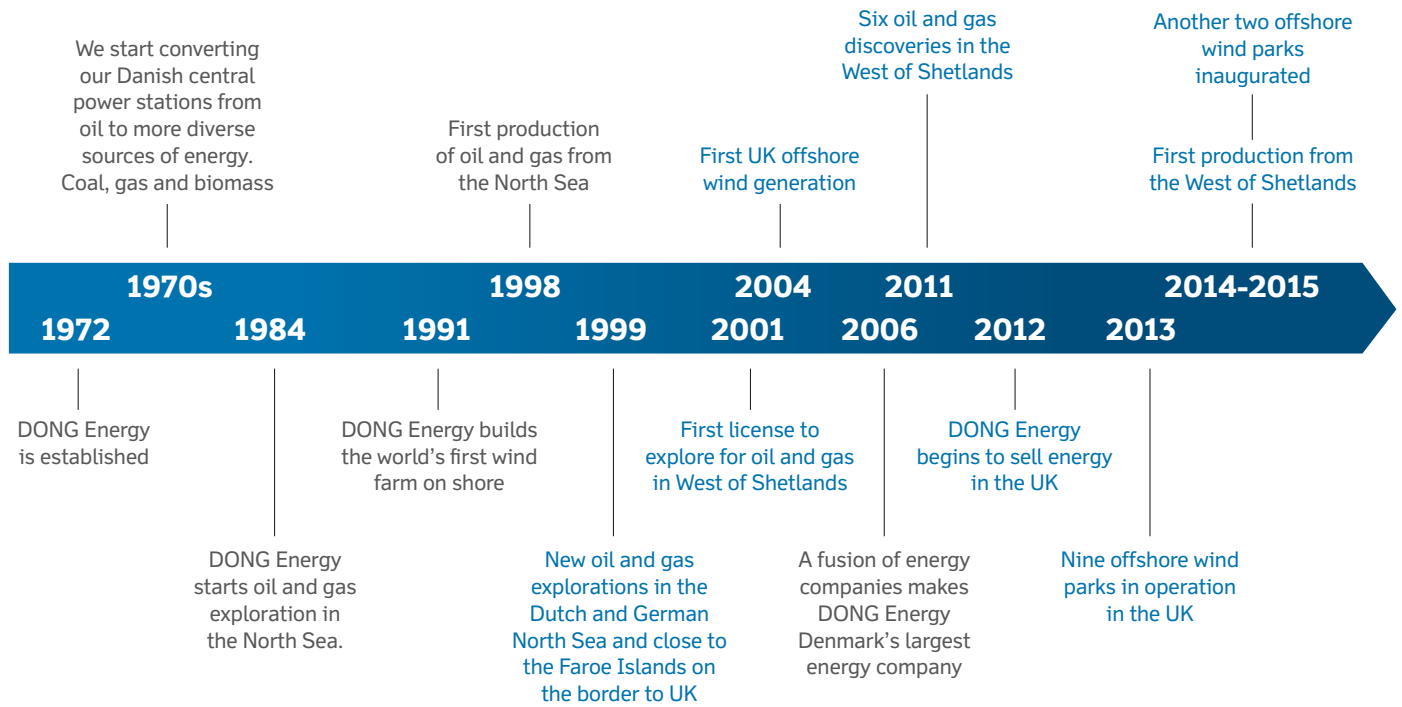 We start converting
our Danish central
power stations from
oil to more diverse
sources of energy.
Coal, gas and biomass
First production
of oil and gas from
the North Sea
First UK offshore
wind generation
Six oil and gas
discoveries in the
West of Shetlands
Another two offshore
wind parks
inaugurated
First production from
the West of Shetlands
1970s 1998 2004 2011 2014-2015
1972 1984 1991 1999 2001 2006 2012 2013
DONG Energy
is established
DONG Energy
starts oil and gas
exploration in
the North Sea.
DONG Energy builds
the world's first wind
farm on shore
New oil and gas
explorations in the
Dutch and German
North Sea and close to
the Faroe Islands on
the border to UK
First license to
explore for oil and gas
in West of Shetlands
A fusion of energy
companies makes
DONG Energy
Denmark's largest
energy company
DONG Energy
begins to sell energy
in the UK
Nine offshore wind
parks in operation
in the UK